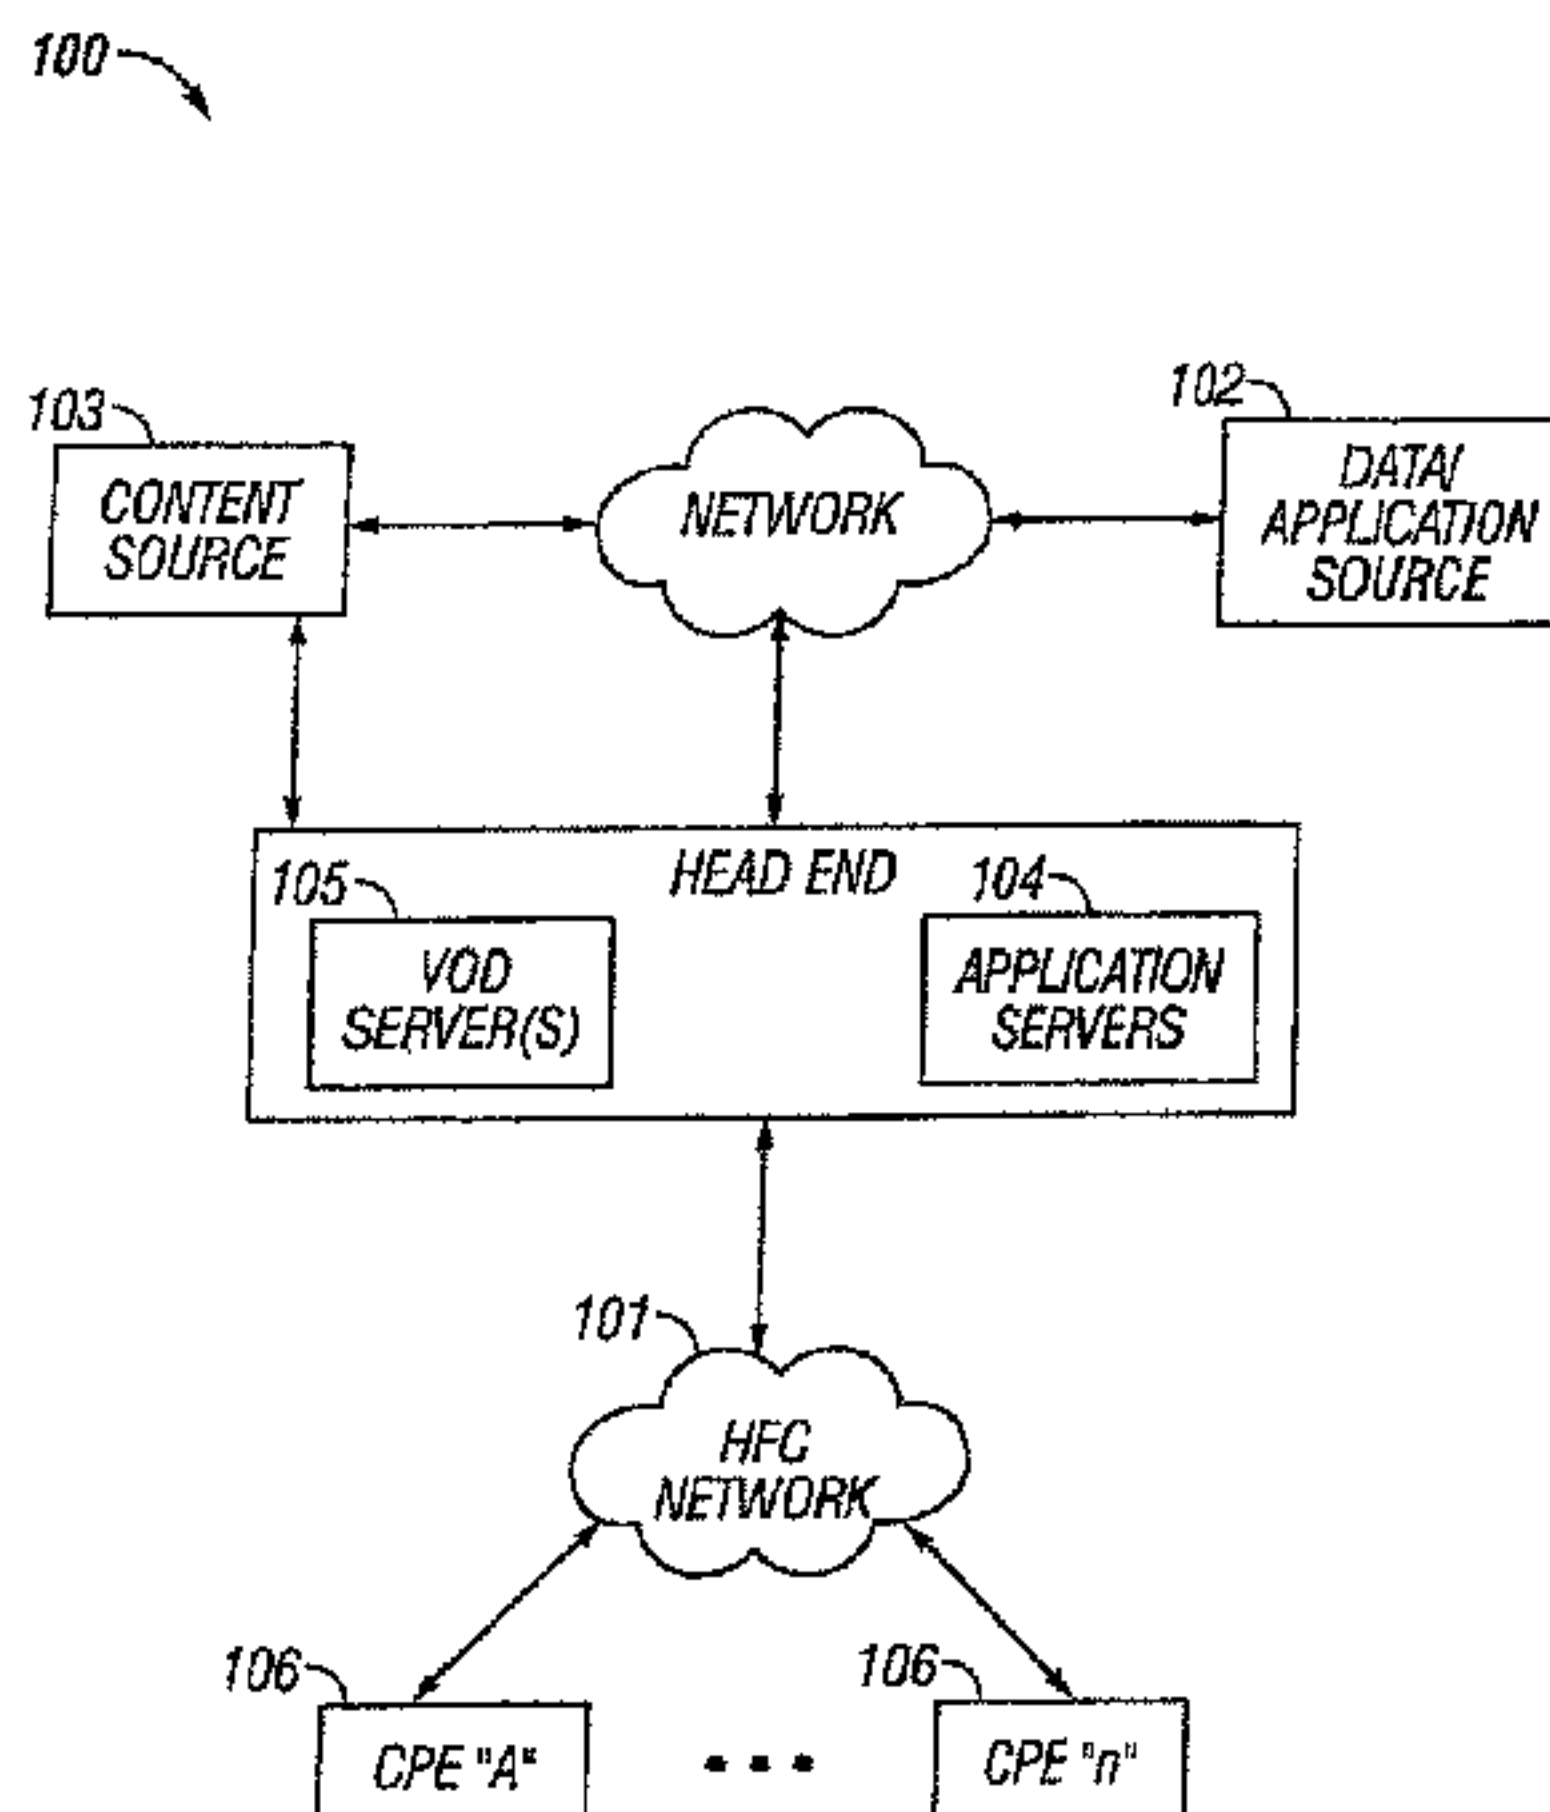 100
103
102
CONTENT
SOURCE
NETWORK
DATA/
APPLICATION
SOURCE
HEAD END
105
104
VOD
SERVER(S)
APPLICATION
SERVERS
101
HFC
NETWORK
106
106
CPE "A"
CPE "n"